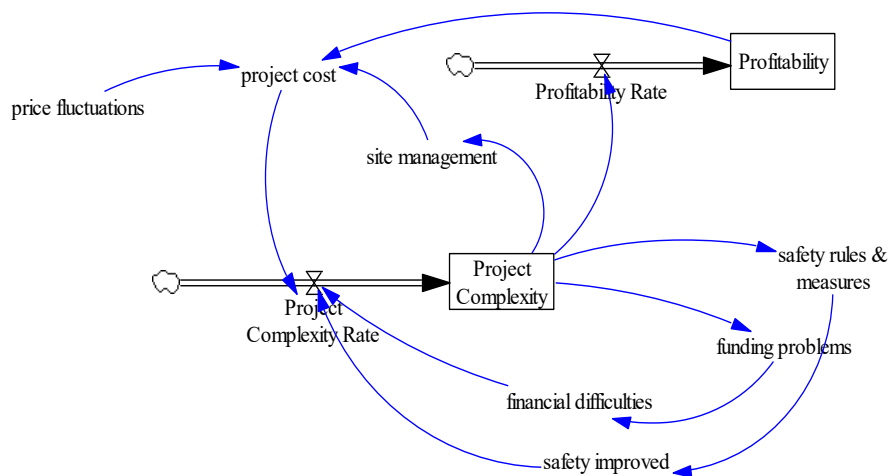 Profitability
project cost
Profitability Rate
price fluctuations
site management
safety rules &
measures
Project
Complexity
Project
Complexity Rate
funding problems
financial difficulties
safety improved